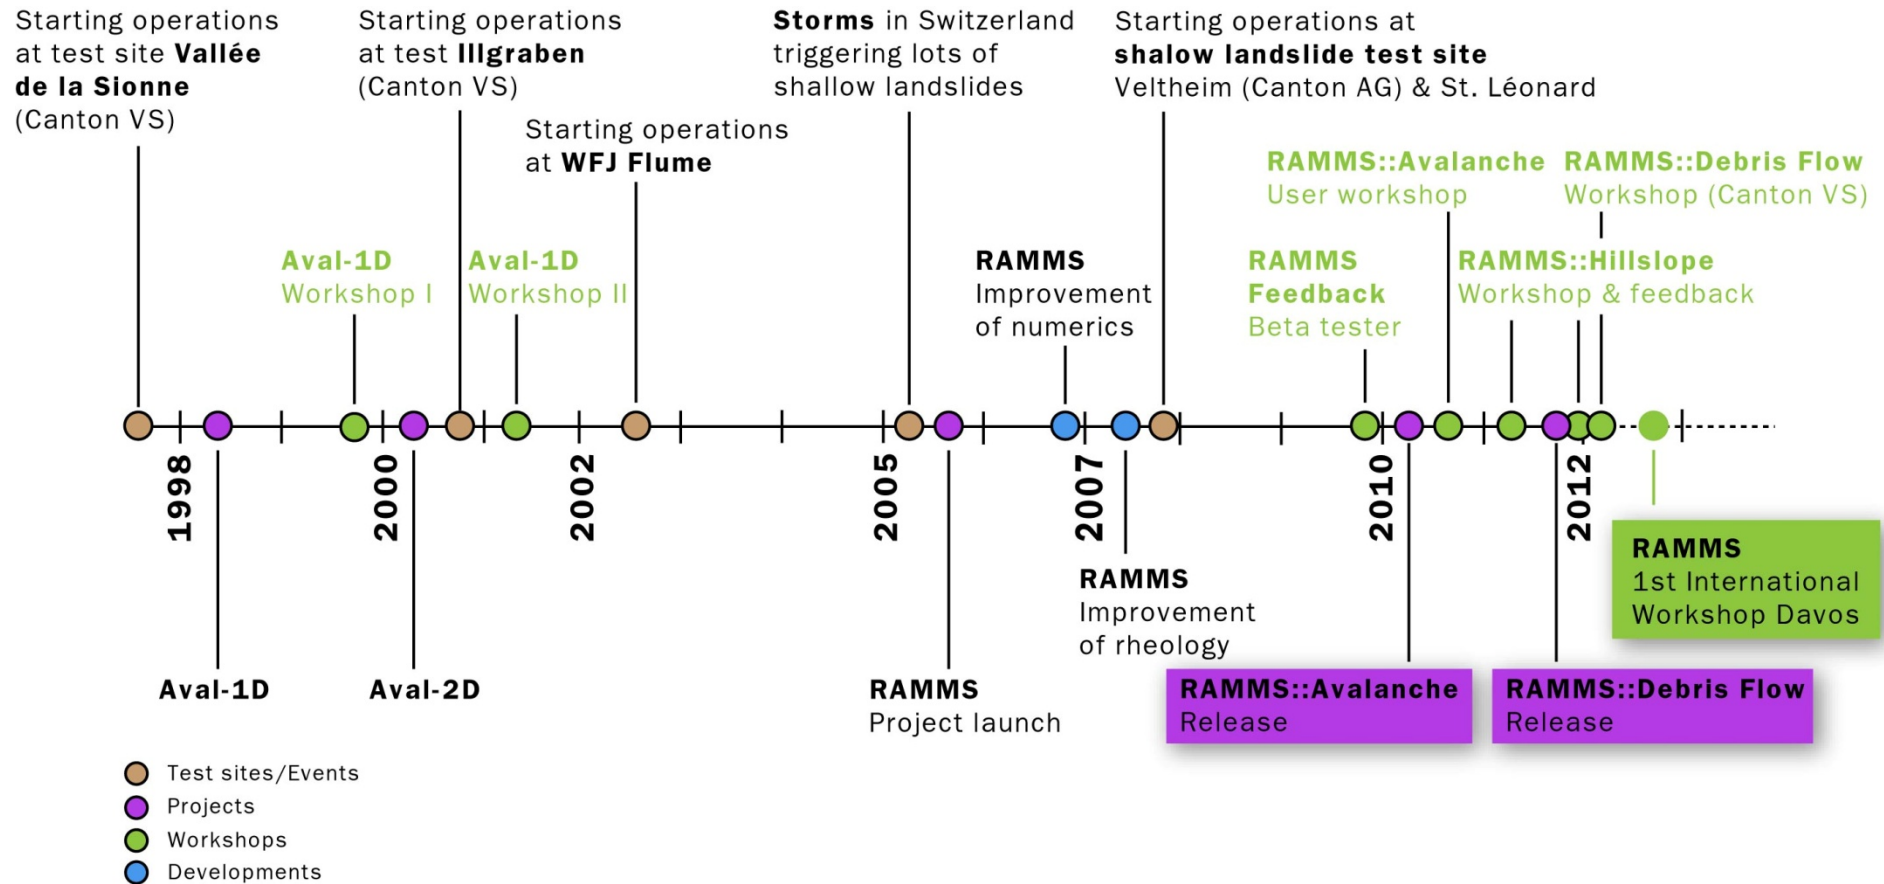 Starting operations
at test site Vallée
de la Sionne
(Canton VS)
Starting operations
at test Illgraben
(Canton VS)
Starting operations
at WFJ Flume
Storms in Switzerland
triggering lots of
shallow landslides
Starting operations at
shalow landslide test site
Veltheim (Canton AG) & St. Léonard
RAMMS::Avalanche
User workshop
RAMMS::Debris Flow
Workshop (Canton VS)
Aval-1D
Workshop I
Aval-1D
Workshop II
RAMMS
Improvement
of numerics
RAMMS
Feedback
Beta tester
RAMMS::Hillslope
Workshop & feedback
1998
2000
2002
2005
2007
2010
2012
RAMMS
1st International
Workshop Davos
RAMMS
Improvement
of rheology
Aval-1D
Aval-2D
RAMMS
Project launch
RAMMS::Avalanche
Release
RAMMS::Debris Flow
Release
Test sites/Events
Projects
Workshops
Developments